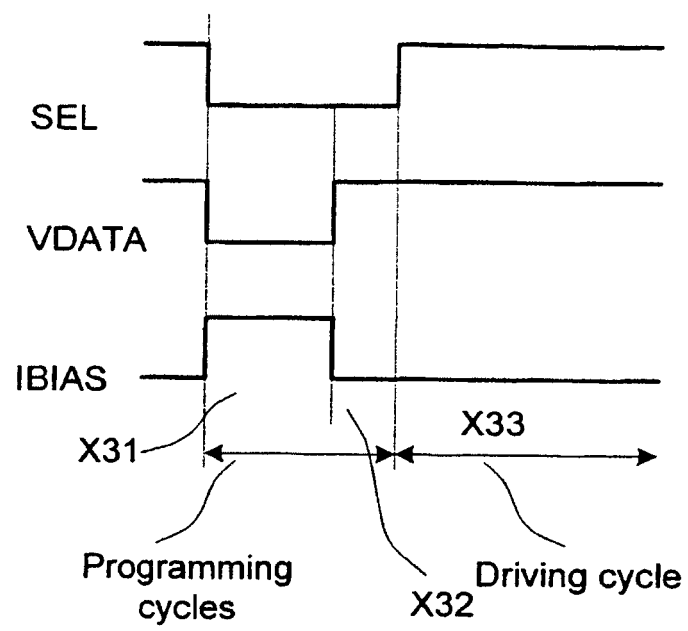 SEL
VDATA
IBIAS
X31
X33
Programming
cycles
X32
Driving cycle